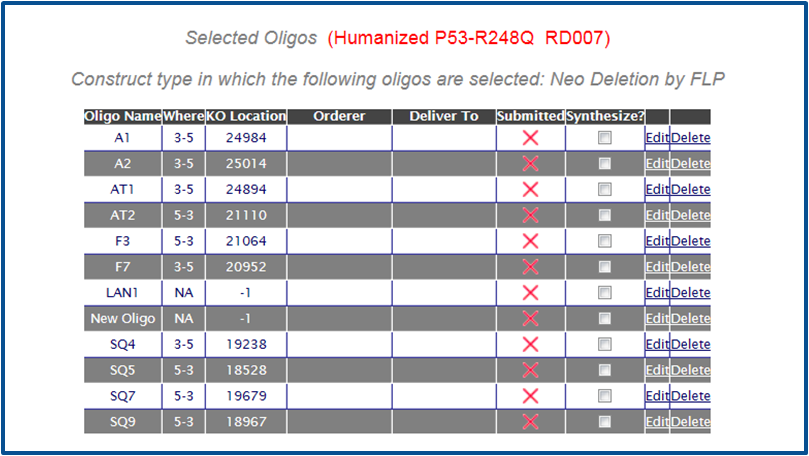 Selected Oligos (Humanized P53-R248Q RD007)
Construct type in which the following oligos are selected: Neo Deletion by FLP
Oligo Name Where KO Location Orderer Deliver To Submitted Synthesize?
A1 3-5 24984 Edit Delete
A2 3-5 25014 Edit Delete
AT1 3-5 24894 Edit Delete
AT2 5-3 21110 Edit Delete
F3 5-3 21064 Edit Delete
F7 3-5 20952 Edit Delete
LAN1 NA -1 Edit Delete
New Oligo NA -1 Edit Delete
SQ4 3-5 19238 Edit Delete
SQ5 5-3 18528 Edit Delete
SQ7 5-3 19679 Edit Delete
SQ9 5-3 18967 Edit Delete